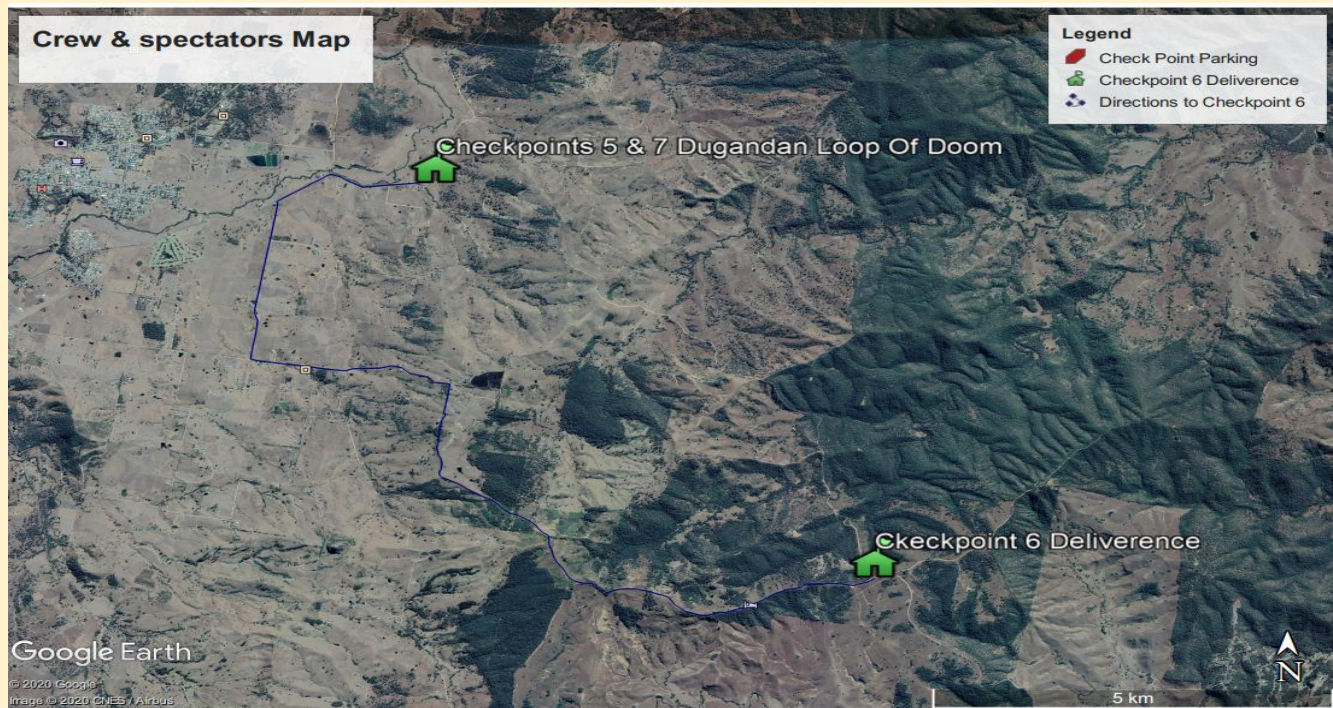 Crew & spectators Map
Legend
Check Point Parking
Checkpoint 6 Deliverence
Directions to Checkpoint 6
Checkpoints 5 & 7 Dugandan Loop Of Doom
Ckeckpoint 6 Deliverence
Google Earth
© 2020 Google
Image © 2020 CNES / Airbus
N
5 km